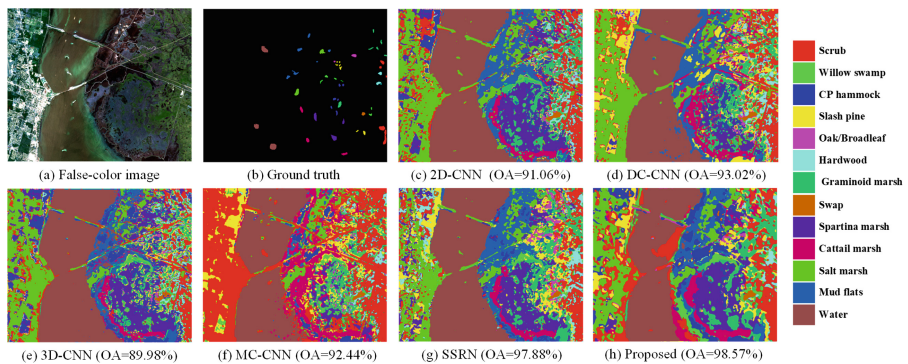 (a) False-color image
(b) Ground truth
(c) 2D-CNN (OA=91.06%)
(d) DC-CNN (OA=93.02%)
(e) 3D-CNN (OA=89.98%)
(f) MC-CNN (OA=92.44%)
(g) SSRN (OA=97.88%)
(h) Proposed (OA=98.57%)
Scrub
Willow swamp
CP hammock
Slash pine
Oak/Broadleaf
Hardwood
Graminoid marsh
Swap
Spartina marsh
Cattail marsh
Salt marsh
Mud flats
Water